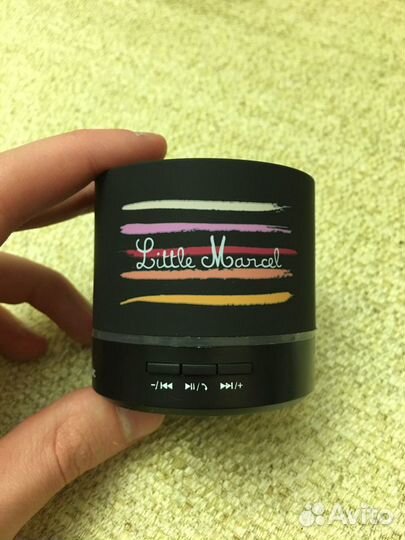 Little Marcel
-/⏮ ⏯/📞 ⏭/+
Avito